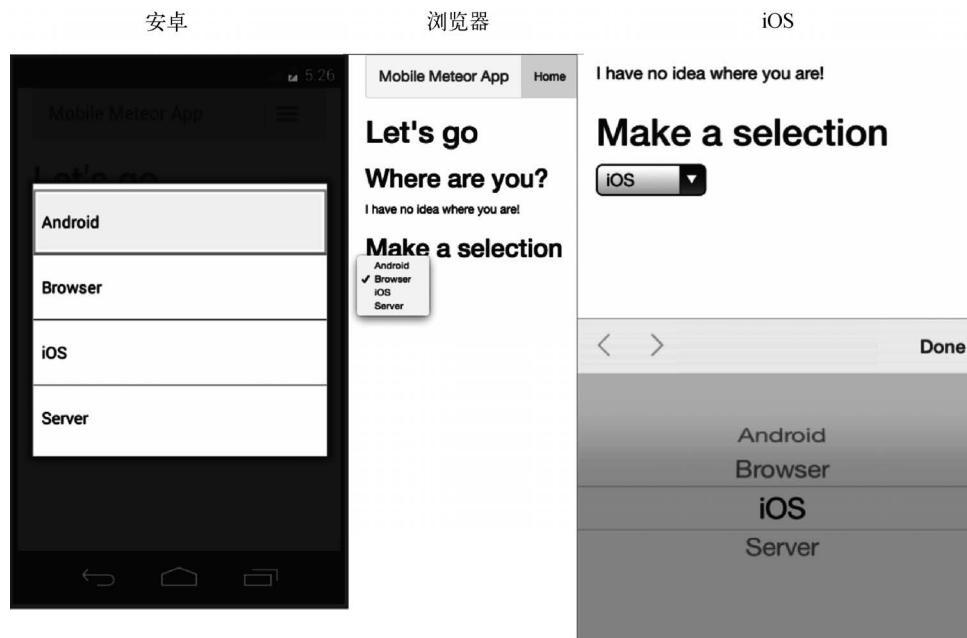 安卓
浏览器
iOS
5:26
Mobile Meteor App
Let's go
Android
Browser
iOS
Server
Mobile Meteor App
Home
Let's go
Where are you?
I have no idea where you are!
Make a selection
Android
✓ Browser
iOS
Server
I have no idea where you are!
Make a selection
iOS
Done
Android
Browser
iOS
Server